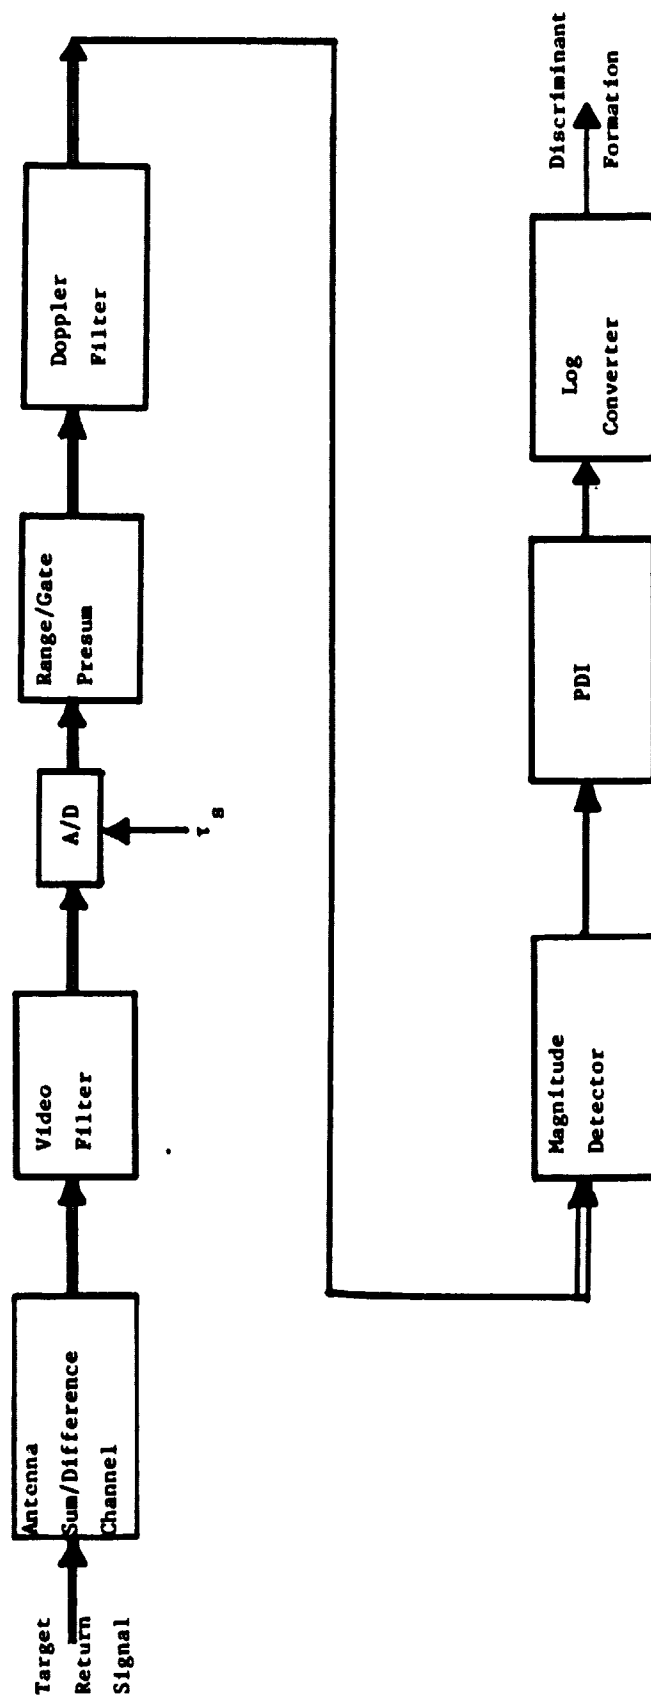 Target
Return
Signal
Antenna
Sum/Difference
Channel
Video
Filter
A/D
τ s
Range/Gate
Presum
Doppler
Filter
Magnitude
Detector
PDI
Log
Converter
Discriminant
Formation